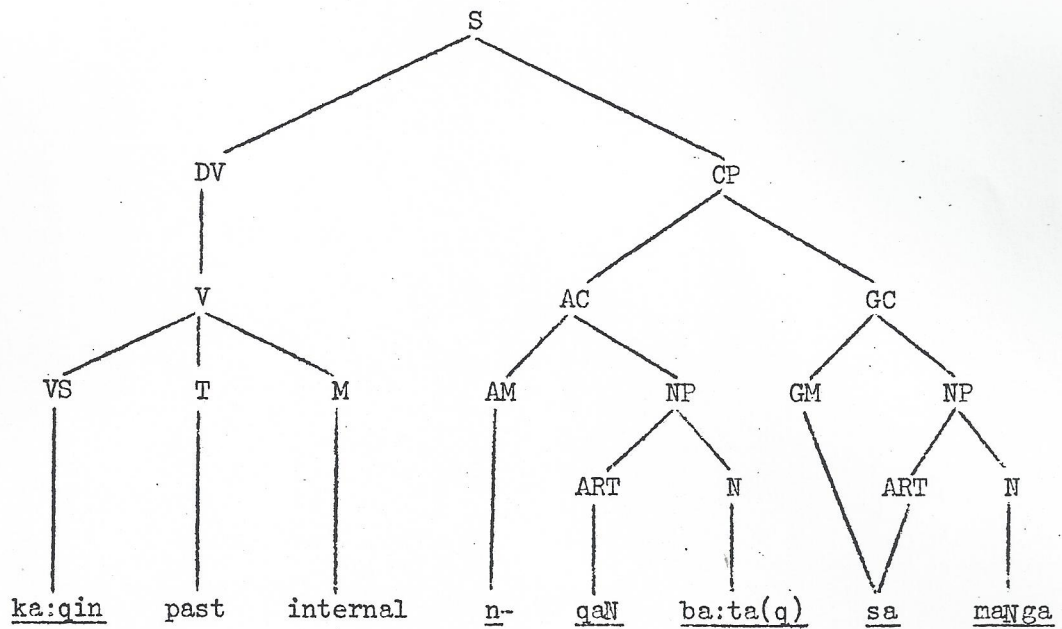 S
DV CP
V AC GC
VS T M AM NP GM NP
ART N ART N
ka:qin past internal n- qaN ba:ta(q) sa maNga